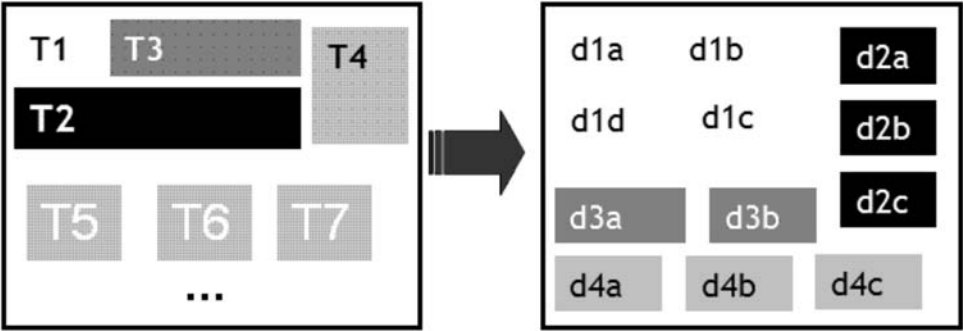 T1 T3 T4
T2
T5 T6 T7
...
d1a d1b d2a
d1d d1c d2b
d3a d3b d2c
d4a d4b d4c